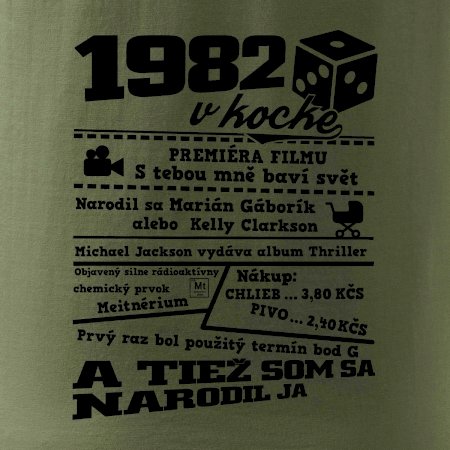 1982
v kocke
PREMIÉRA FILMU
S tebou mně baví svět
Narodil sa Marián Gáborík
alebo Kelly Clarkson
Michael Jackson vydáva album Thriller
Objavený silne rádioaktívny
chemický prvok
Mt
Meitnérium
Nákup:
CHLIEB ... 3,80 KČS
PIVO ... 2,40 KČS
Prvý raz bol použitý termín bod G
A TIEŽ SOM SA
NARODIL JA